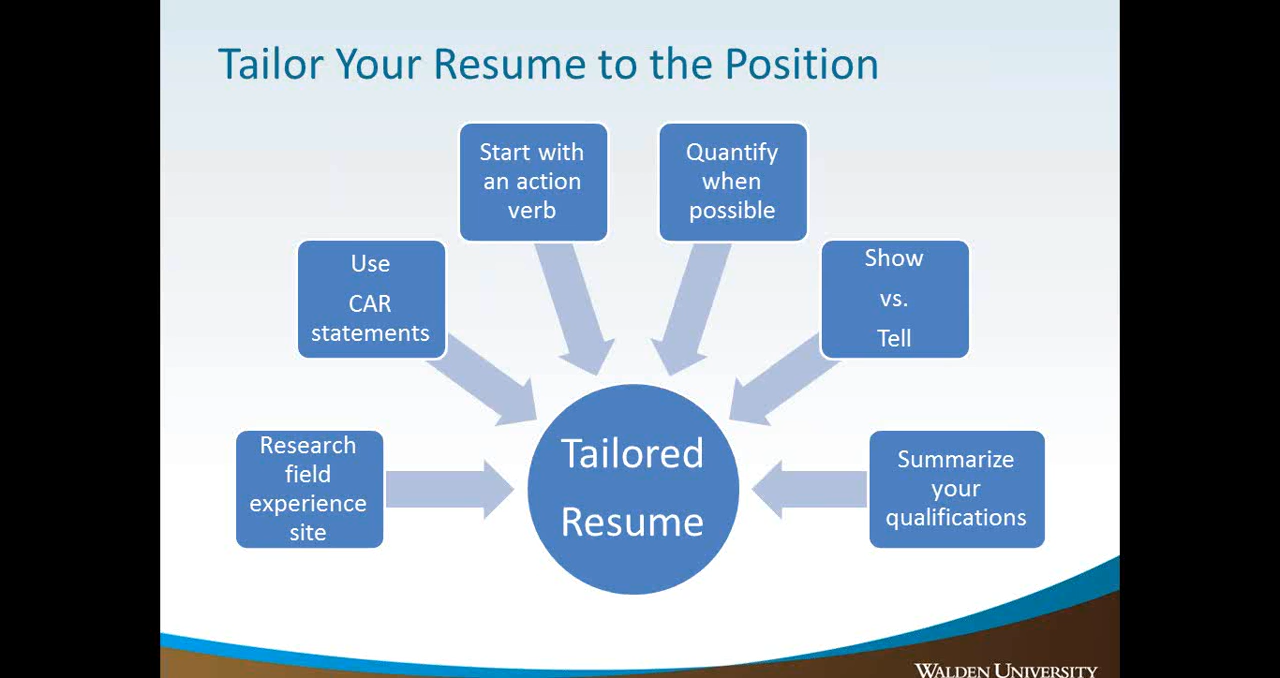 Tailor Your Resume to the Position
Start with
an action
verb
Quantify
when
possible
Use
CAR
statements
Show
vs.
Tell
Research
field
experience
site
Tailored
Resume
Summarize
your
qualifications
WALDEN UNIVERSITY